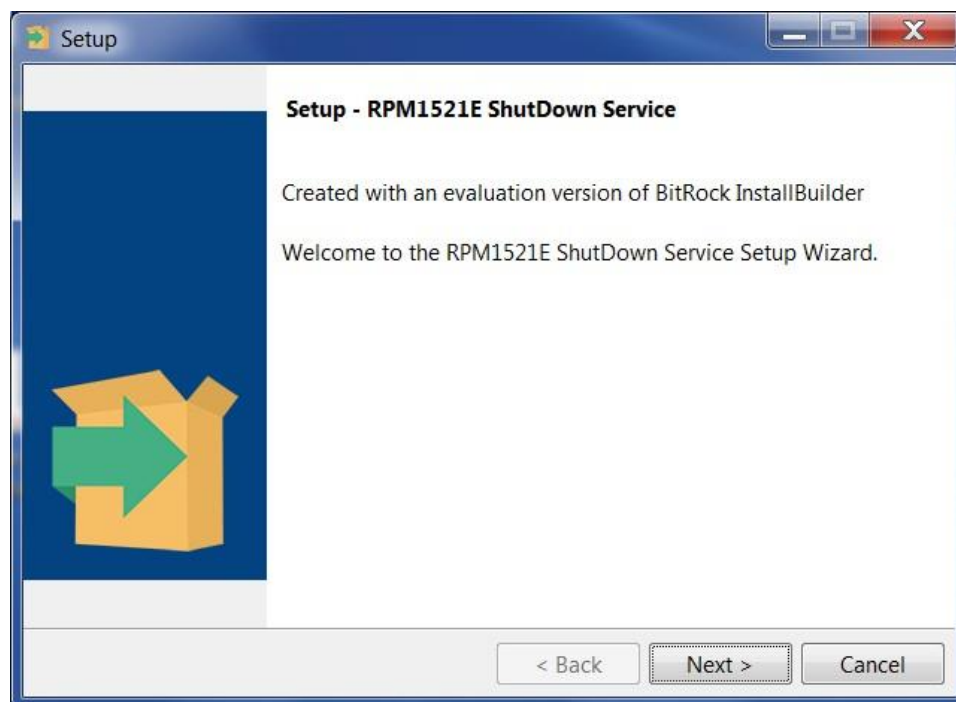 Setup
Setup - RPM1521E ShutDown Service
Created with an evaluation version of BitRock InstallBuilder
Welcome to the RPM1521E ShutDown Service Setup Wizard.
< Back
Next >
Cancel